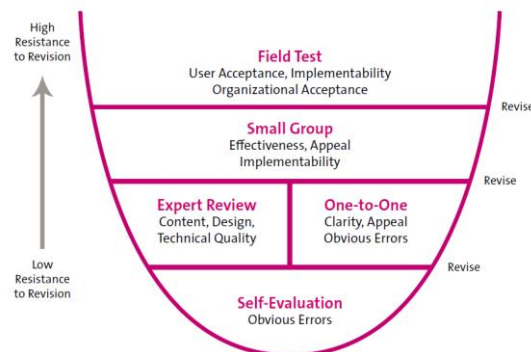 High
Resistance
to Revision
Field Test
User Acceptance, Implementability
Organizational Acceptance
Revise
Small Group
Effectiveness, Appeal
Implementability
Revise
Expert Review
Content, Design,
Technical Quality
One-to-One
Clarity, Appeal
Obvious Errors
Low
Resistance
to Revision
Revise
Self-Evaluation
Obvious Errors